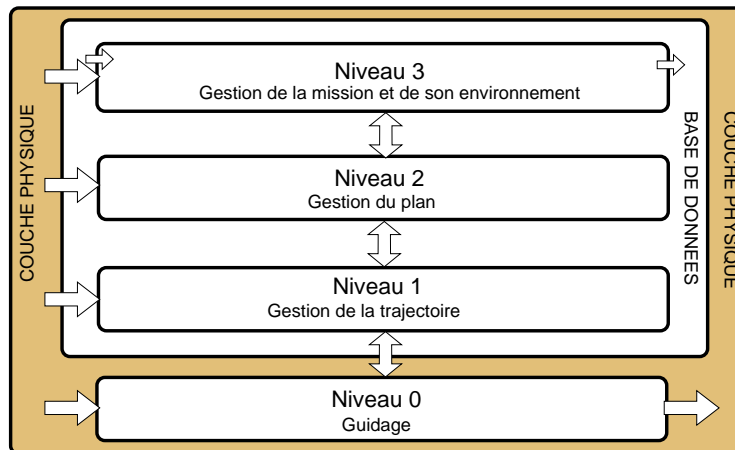 COUCHE PHYSIQUE
Niveau 3
Gestion de la mission et de son environnement
Niveau 2
Gestion du plan
Niveau 1
Gestion de la trajectoire
Niveau 0
Guidage
BASE DE DONNEES
COUCHE PHYSIQUE